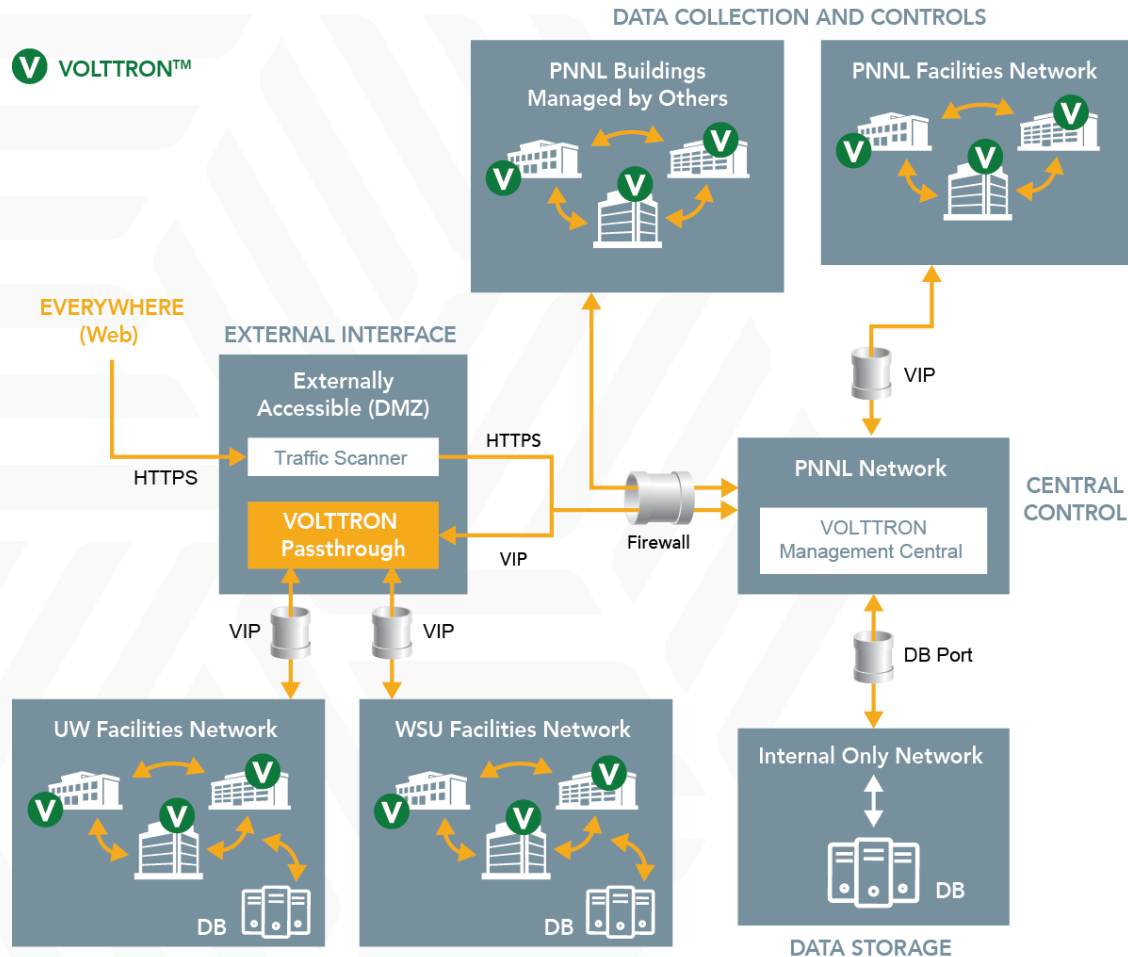 DATA COLLECTION AND CONTROLS
V VOLTTRON™
PNNL Buildings
Managed by Others
V
V
V
PNNL Facilities Network
V
V
V
EVERYWHERE
(Web)
EXTERNAL INTERFACE
Externally
Accessible (DMZ)
HTTPS
Traffic Scanner
HTTPS
VOLTTRON
Passthrough
VIP
Firewall
VIP
PNNL Network
VOLTTRON
Management Central
CENTRAL
CONTROL
VIP
VIP
DB Port
UW Facilities Network
V
V
V
DB
WSU Facilities Network
V
V
V
DB
Internal Only Network
DB
DATA STORAGE